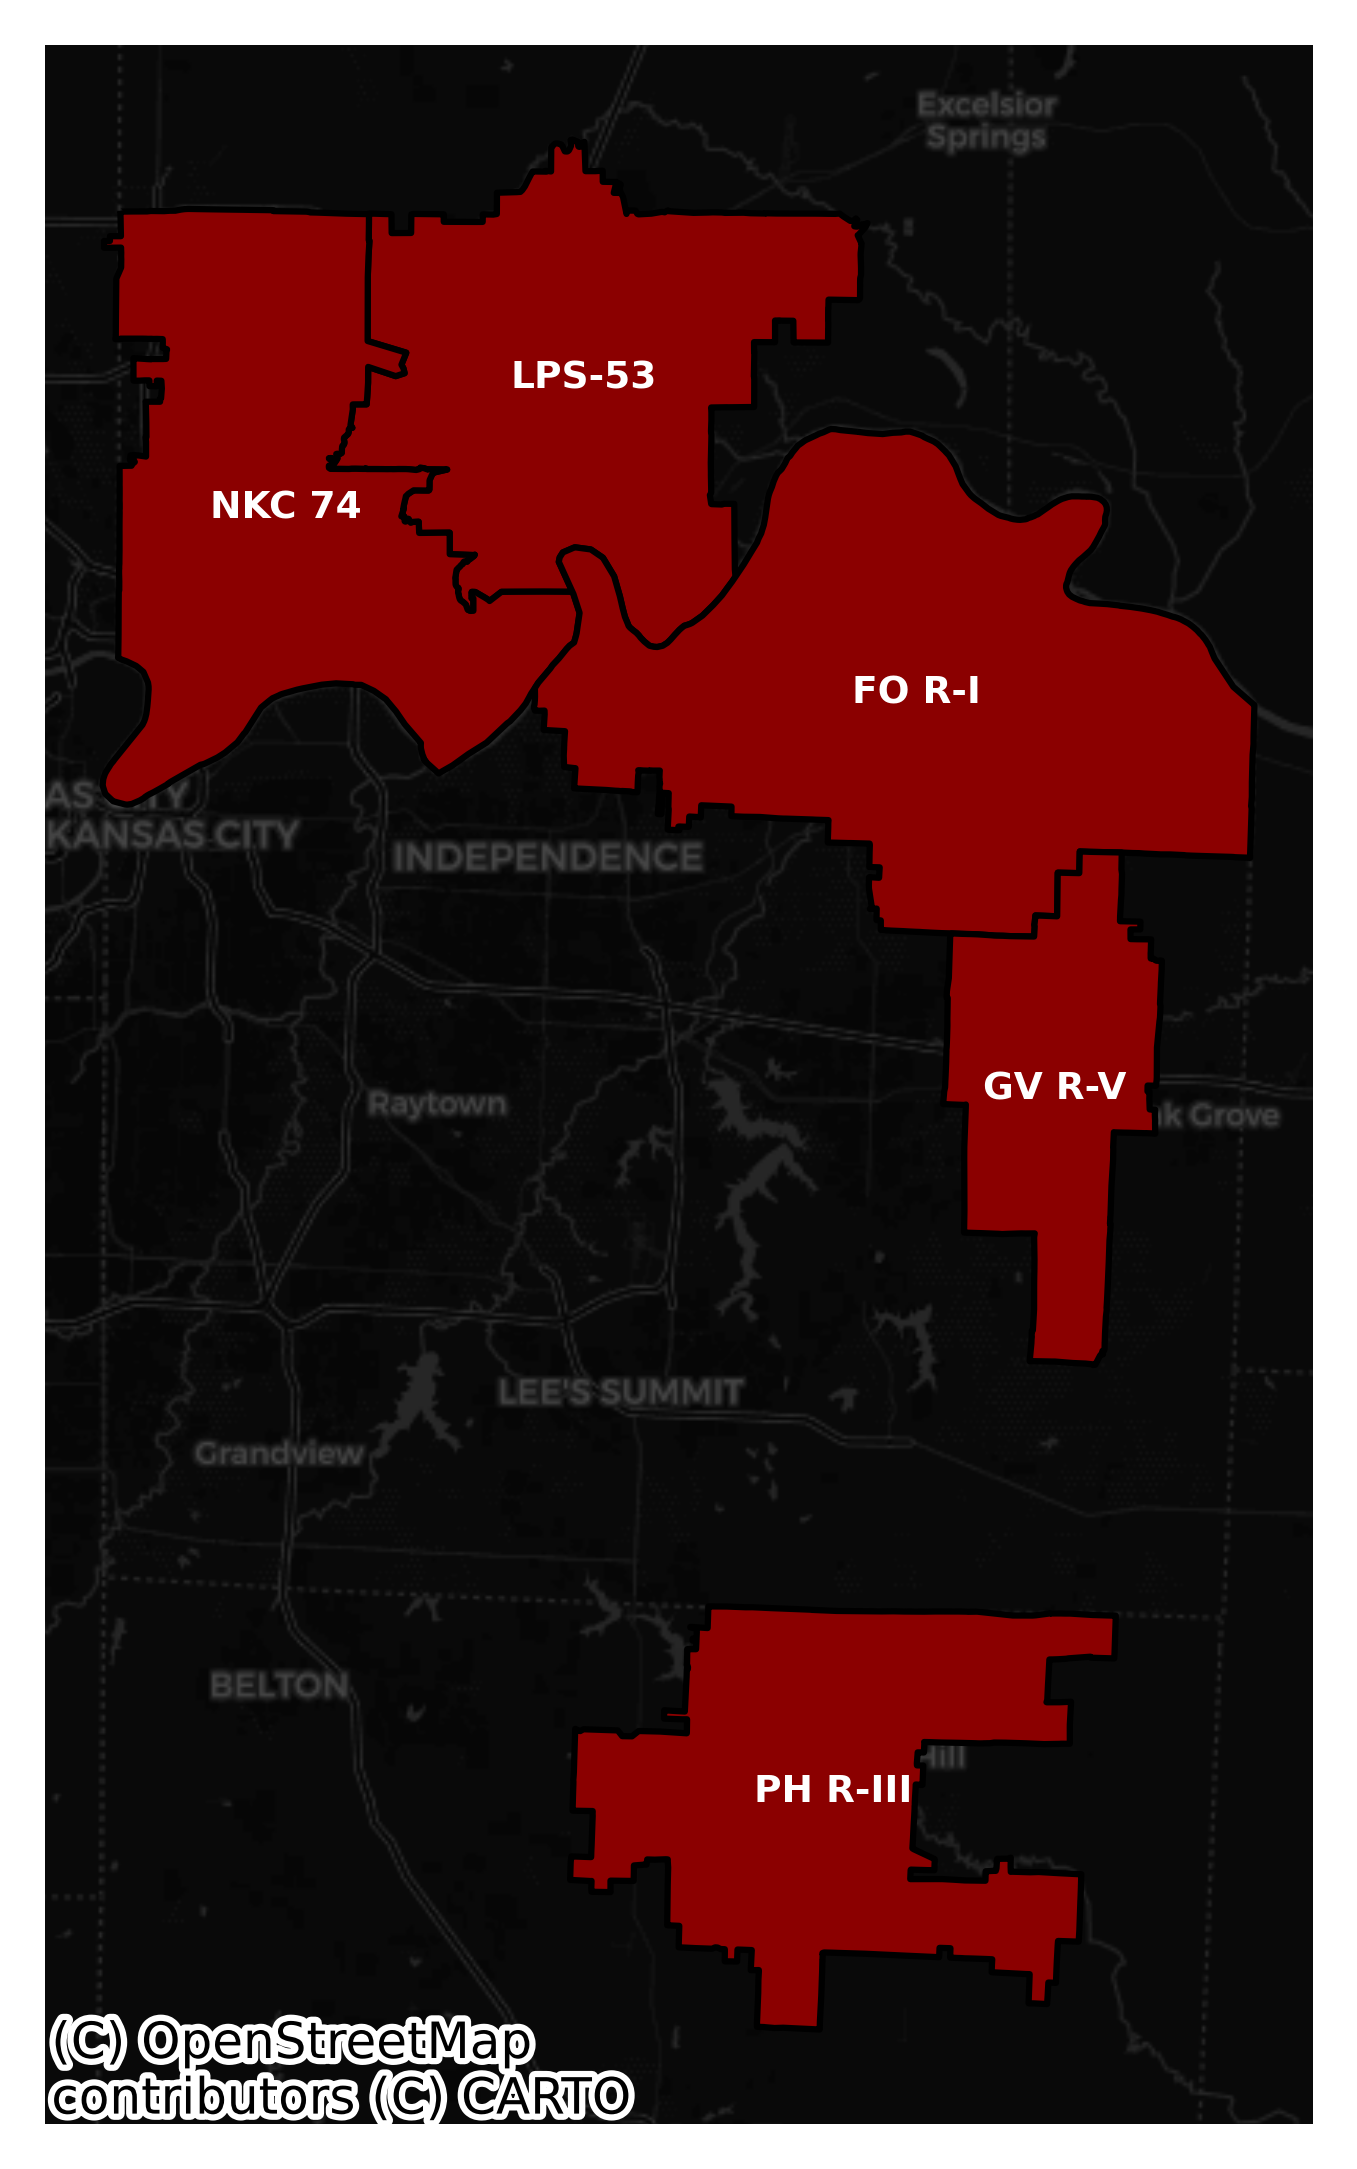 Excelsior
Springs
LPS-53
NKC 74
FO R-I
KANSAS CITY
INDEPENDENCE
GV R-V
Raytown
k Grove
LEE'S SUMMIT
Grandview
BELTON
Hill
PH R-III
(C) OpenStreetMap
contributors (C) CARTO